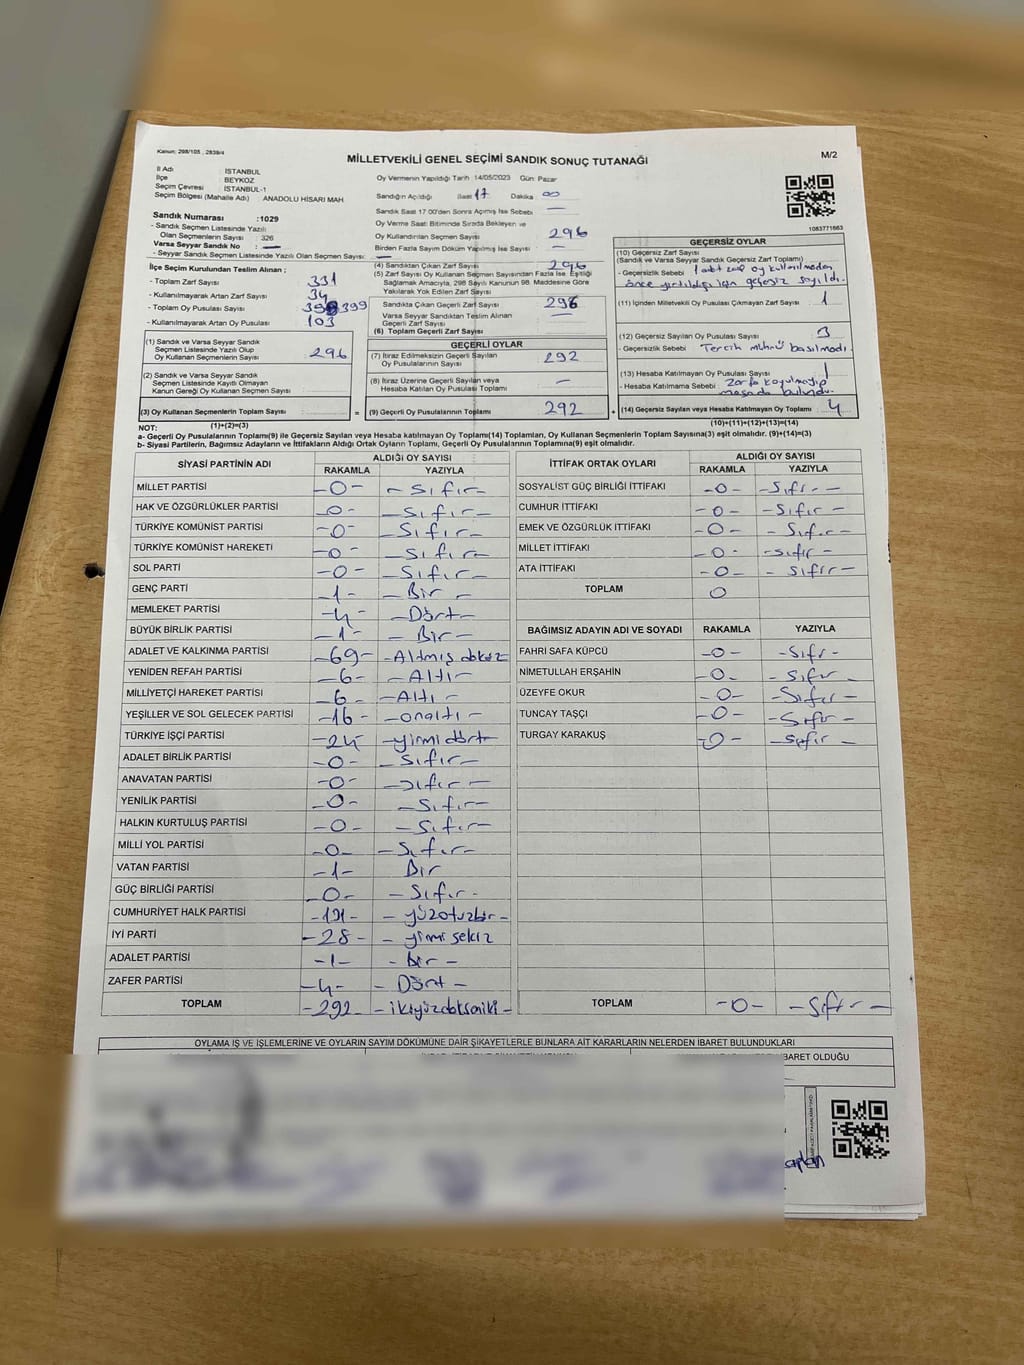 Kanun: 298/105 , 2839/4
MİLLETVEKİLİ GENEL SEÇİMİ SANDIK SONUÇ TUTANAĞI
M/2
İl Adı : İSTANBUL
İlçe : BEYKOZ
Seçim Çevresi : İSTANBUL-1
Seçim Bölgesi (Mahalle Adı) : ANADOLU HİSARI MAH.
Oy Vermenin Yapıldığı Tarih :14/05/2023 Gün: Pazar
Sandığın Açıldığı Saat 17 Dakika 00
Sandık Saat 17:00'den Sonra Açılmış İse Sebebi —
Sandık Numarası :1029
- Sandık Seçmen Listesinde Yazılı
Olan Seçmenlerin Sayısı : 326
Varsa Seyyar Sandık No : —
- Seyyar Sandık Seçmen Listesinde Yazılı Olan Seçmen Sayısı: —
Oy Verme Saati Bitiminde Sırada Bekleyen ve
Oy Kullandırılan Seçmen Sayısı 296
Birden Fazla Sayım Döküm Yapılmış İse Sayısı —
1083771663
İlçe Seçim Kurulundan Teslim Alınan ;
- Toplam Zarf Sayısı : 331
- Kullanılmayarak Artan Zarf Sayısı : 34
- Toplam Oy Pusulası Sayısı : 399
- Kullanılmayarak Artan Oy Pusulası : 103
(4) Sandıktan Çıkan Zarf Sayısı 296
(5) Zarf Sayısı Oy Kullanan Seçmen Sayısından Fazla İse, Eşitliği
Sağlamak Amacıyla, 298 Sayılı Kanunun 98. Maddesine Göre
Yakılarak Yok Edilen Zarf Sayısı
Sandıkta Çıkan Geçerli Zarf Sayısı 296
Varsa Seyyar Sandıktan Teslim Alınan
Geçerli Zarf Sayısı —
(6) Toplam Geçerli Zarf Sayısı
GEÇERSİZ OYLAR
(10) Geçersiz Zarf Sayısı
(Sandık ve Varsa Seyyar Sandık Geçersiz Zarf Toplamı)
- Geçersizlik Sebebi 1 adet zarf oy kullanılmadan
önce yırtıldığı için geçersiz sayıldı.
(11) İçinden Milletvekili Oy Pusulası Çıkmayan Zarf Sayısı 1
(12) Geçersiz Sayılan Oy Pusulası Sayısı 3
- Geçersizlik Sebebi Tercih mührü basılmadı
(13) Hesaba Katılmayan Oy Pusulası Sayısı 1
- Hesaba Katılmama Sebebi : Zarfa koyulmayıp
masada bulundu.
(14) Geçersiz Sayılan veya Hesaba Katılmayan Oy Toplamı 4
(10)+(11)+(12)+(13)=(14)
(1) Sandık ve Varsa Seyyar Sandık
Seçmen Listesinde Yazılı Olup
Oy Kullanan Seçmenlerin Sayısı : 296
(2) Sandık ve Varsa Seyyar Sandık
Seçmen Listesinde Kayıtlı Olmayan
Kanun Gereği Oy Kullanan Seçmen Sayısı :
(3) Oy Kullanan Seçmenlerin Toplam Sayısı :
(1)+(2)=(3)
GEÇERLİ OYLAR
(7) İtiraz Edilmeksizin Geçerli Sayılan
Oy Pusulalarının Sayısı 292
(8) İtiraz Üzerine Geçerli Sayılan veya
Hesaba Katılan Oy Pusulası Toplamı —
= (9) Geçerli Oy Pusulalarının Toplamı 292 +
NOT:
a- Geçerli Oy Pusulalarının Toplamı(9) ile Geçersiz Sayılan veya Hesaba katılmayan Oy Toplamı(14) Toplamları, Oy Kullanan Seçmenlerin Toplam Sayısına(3) eşit olmalıdır. (9)+(14)=(3)
b- Siyasi Partilerin, Bağımsız Adayların ve İttifakların Aldığı Ortak Oyların Toplamı, Geçerli Oy Pusulalarının Toplamına(9) eşit olmalıdır.
SİYASİ PARTİNİN ADI ALDIĞI OY SAYISI
RAKAMLA YAZIYLA
MİLLET PARTİSİ -0- - Sıfır-
HAK VE ÖZGÜRLÜKLER PARTİSİ -0- -Sıfır-
TÜRKİYE KOMÜNİST PARTİSİ -0- -Sıfır-
TÜRKİYE KOMÜNİST HAREKETİ -0- -Sıfır-
SOL PARTİ -0- -Sıfır-
GENÇ PARTİ -1- -Bir-
MEMLEKET PARTİSİ -4- -Dört-
BÜYÜK BİRLİK PARTİSİ -1- - Bir-
ADALET VE KALKINMA PARTİSİ -69- -Altmış dokuz
YENİDEN REFAH PARTİSİ -6- -Altı-
MİLLİYETÇİ HAREKET PARTİSİ -6- -Altı-
YEŞİLLER VE SOL GELECEK PARTİSİ -16- -onaltı-
TÜRKİYE İŞÇİ PARTİSİ -24- -yirmidört-
ADALET BİRLİK PARTİSİ -0- -Sıfır-
ANAVATAN PARTİSİ -0- -Sıfır-
YENİLİK PARTİSİ -0- -Sıfır-
HALKIN KURTULUŞ PARTİSİ -0- -Sıfır-
MİLLİ YOL PARTİSİ -0- -Sıfır-
VATAN PARTİSİ -1- Bir
GÜÇ BİRLİĞİ PARTİSİ -0- -Sıfır-
CUMHURİYET HALK PARTİSİ -131- - yüzotuzbir-
İYİ PARTİ -28- - yirmi sekiz
ADALET PARTİSİ -1- - Bir -
ZAFER PARTİSİ -4- - Dört -
TOPLAM -292- - ikiyüzdoksaniki-
İTTİFAK ORTAK OYLARI ALDIĞI OY SAYISI
RAKAMLA YAZIYLA
SOSYALİST GÜÇ BİRLİĞİ İTTİFAKI -0- -Sıfır-
CUMHUR İTTİFAKI -0- -Sıfır-
EMEK VE ÖZGÜRLÜK İTTİFAKI -0- -Sıfır-
MİLLET İTTİFAKI -0- -sıfır-
ATA İTTİFAKI -0- - sıfır-
TOPLAM 0
BAĞIMSIZ ADAYIN ADI VE SOYADI RAKAMLA YAZIYLA
FAHRİ SAFA KÜPCÜ -0- -Sıfır-
NİMETULLAH ERŞAHİN -0- -Sıfır-
ÜZEYFE OKUR -0- -Sıfır-
TUNCAY TAŞÇI -0- -Sıfır-
TURGAY KARAKUŞ -0- -sıfır-
TOPLAM -0- -Sıfır-
OYLAMA İŞ VE İŞLEMLERİNE VE OYLARIN SAYIM DÖKÜMÜNE DAİR ŞİKAYETLERLE BUNLARA AİT KARARLARIN NELERDEN İBARET BULUNDUKLARI
İBARET OLDUĞU